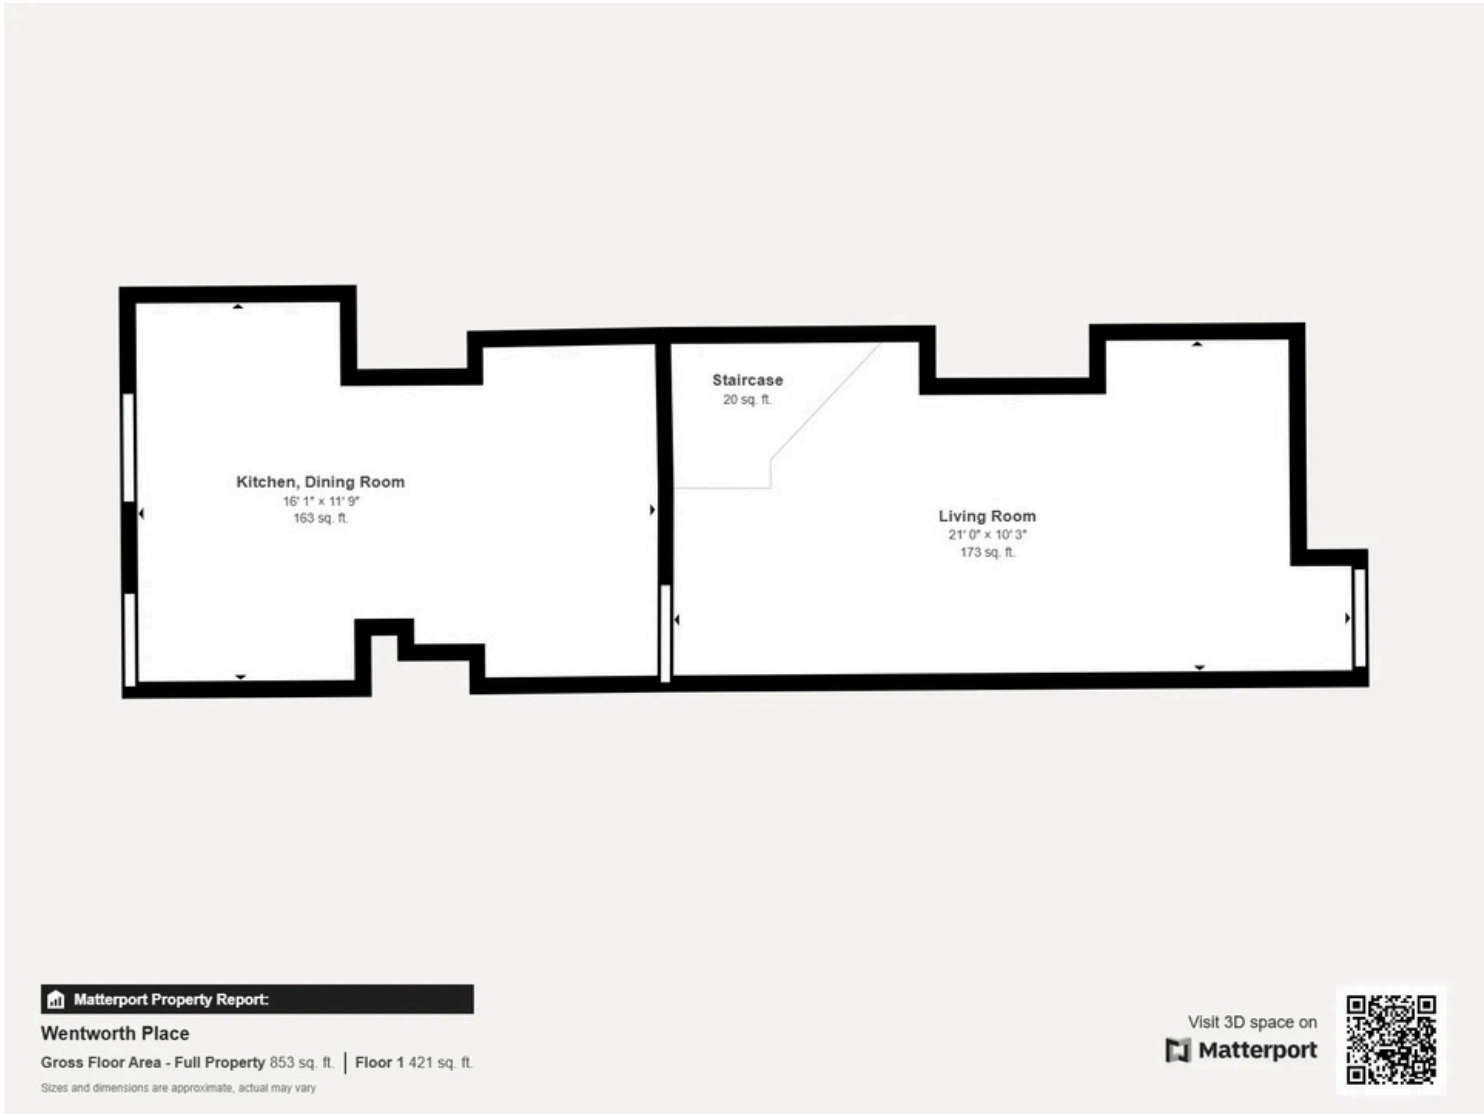 Staircase
20 sq. ft.
Kitchen, Dining Room
16' 1" × 11' 9"
163 sq. ft.
Living Room
21' 0" × 10' 3"
173 sq. ft.
Matterport Property Report:
Wentworth Place
Gross Floor Area - Full Property 853 sq. ft. | Floor 1 421 sq. ft.
Sizes and dimensions are approximate, actual may vary
Visit 3D space on
Matterport